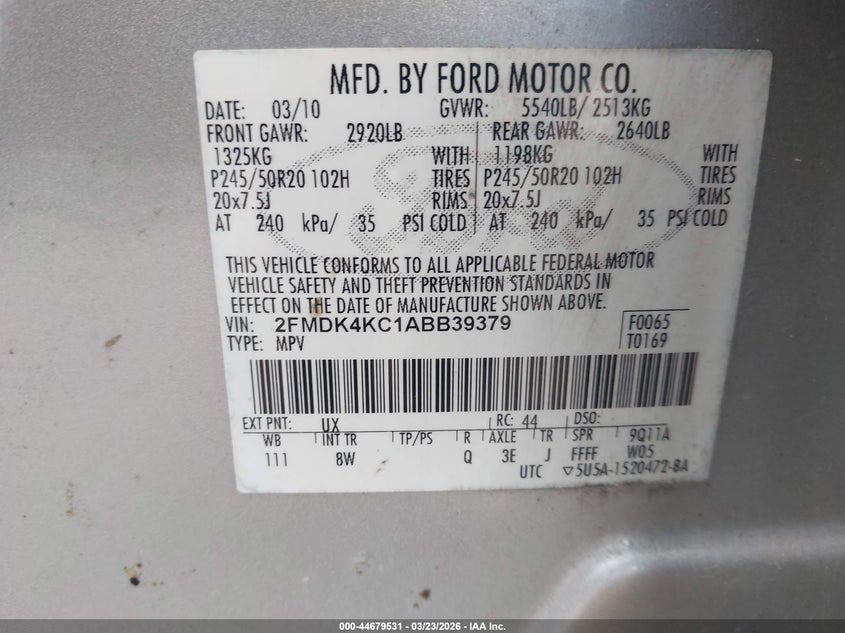 MFD. BY FORD MOTOR CO.
DATE: 03/10 GVWR: 5540LB/ 2513KG
FRONT GAWR: 2920LB REAR GAWR: 2640LB
1325KG WITH 1198KG WITH
P245/50R20 102H TIRES P245/50R20 102H TIRES
20x7.5J RIMS 20x7.5J RIMS
AT 240 kPa/ 35 PSI COLD AT 240 kPa/ 35 PSI COLD
THIS VEHICLE CONFORMS TO ALL APPLICABLE FEDERAL MOTOR
VEHICLE SAFETY AND THEFT PREVENTION STANDARDS IN
EFFECT ON THE DATE OF MANUFACTURE SHOWN ABOVE.
VIN: 2FMDK4KC1ABB39379 F0065
TYPE: MPV T0169
EXT PNT: UX RC: 44 DSO:
WB INT TR TP/PS R AXLE TR SPR 9Q11A
111 8W Q 3E J FFFF W05
UTC ▽5U5A-1520472-BA
000-44679531 - 03/23/2026 - IAA Inc.